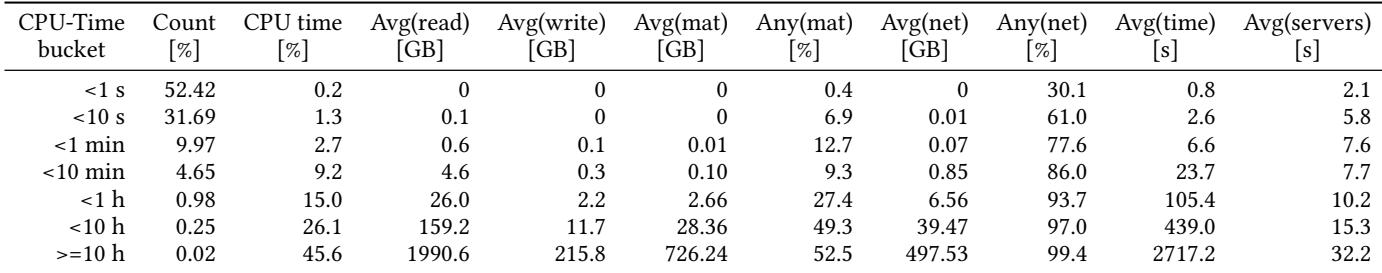 CPU-Time Count CPU time Avg(read) Avg(write) Avg(mat) Any(mat) Avg(net) Any(net) Avg(time) Avg(servers)
bucket [%] [%] [GB] [GB] [GB] [%] [GB] [%] [s] [s]
<1 s 52.42 0.2 0 0 0 0.4 0 30.1 0.8 2.1
<10 s 31.69 1.3 0.1 0 0 6.9 0.01 61.0 2.6 5.8
<1 min 9.97 2.7 0.6 0.1 0.01 12.7 0.07 77.6 6.6 7.6
<10 min 4.65 9.2 4.6 0.3 0.10 9.3 0.85 86.0 23.7 7.7
<1 h 0.98 15.0 26.0 2.2 2.66 27.4 6.56 93.7 105.4 10.2
<10 h 0.25 26.1 159.2 11.7 28.36 49.3 39.47 97.0 439.0 15.3
>=10 h 0.02 45.6 1990.6 215.8 726.24 52.5 497.53 99.4 2717.2 32.2